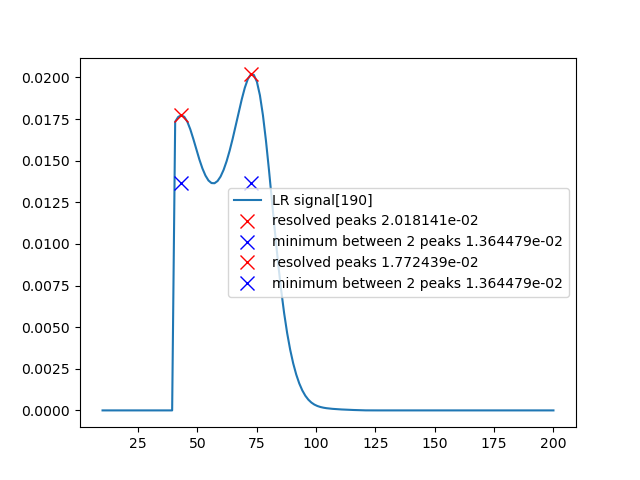 0.0200
0.0175
0.0150
0.0125
0.0100
0.0075
0.0050
0.0025
0.0000
LR signal[190]
resolved peaks 2.018141e-02
minimum between 2 peaks 1.364479e-02
resolved peaks 1.772439e-02
minimum between 2 peaks 1.364479e-02
25 50 75 100 125 150 175 200